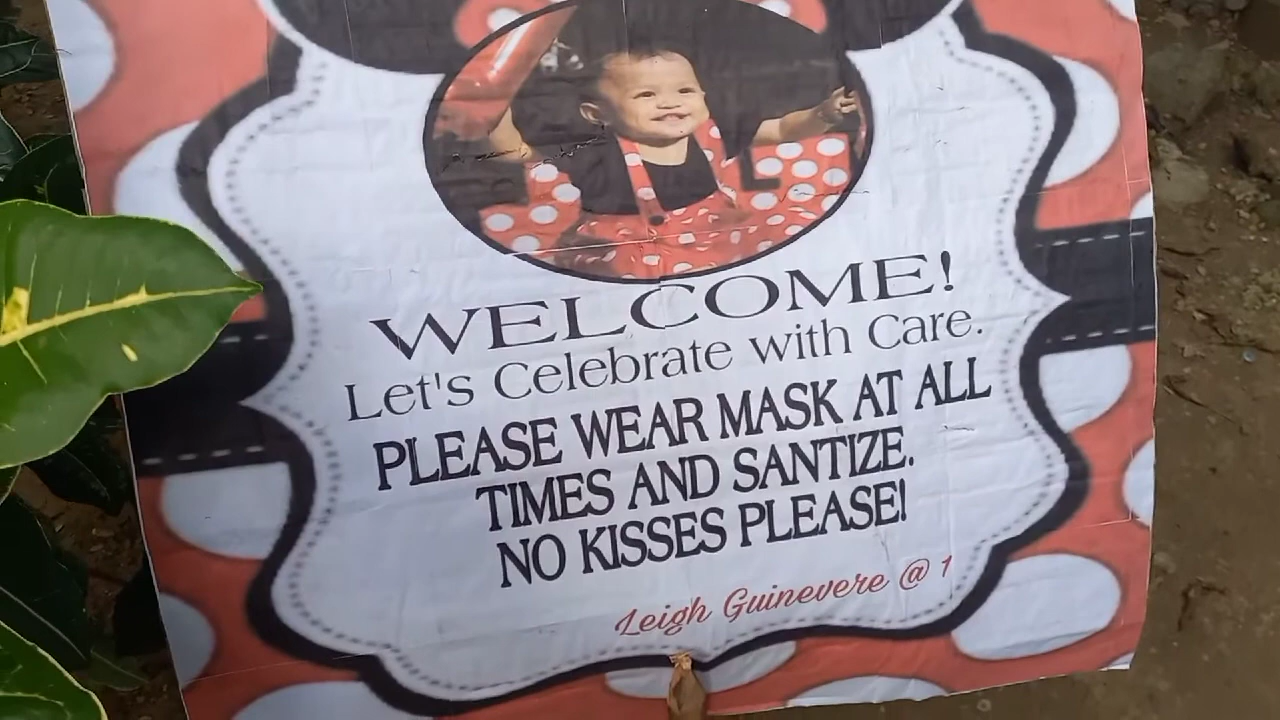 WELCOME!
Let's Celebrate with Care.
PLEASE WEAR MASK AT ALL
TIMES AND SANTIZE.
NO KISSES PLEASE!
Leigh Guinevere @ 1